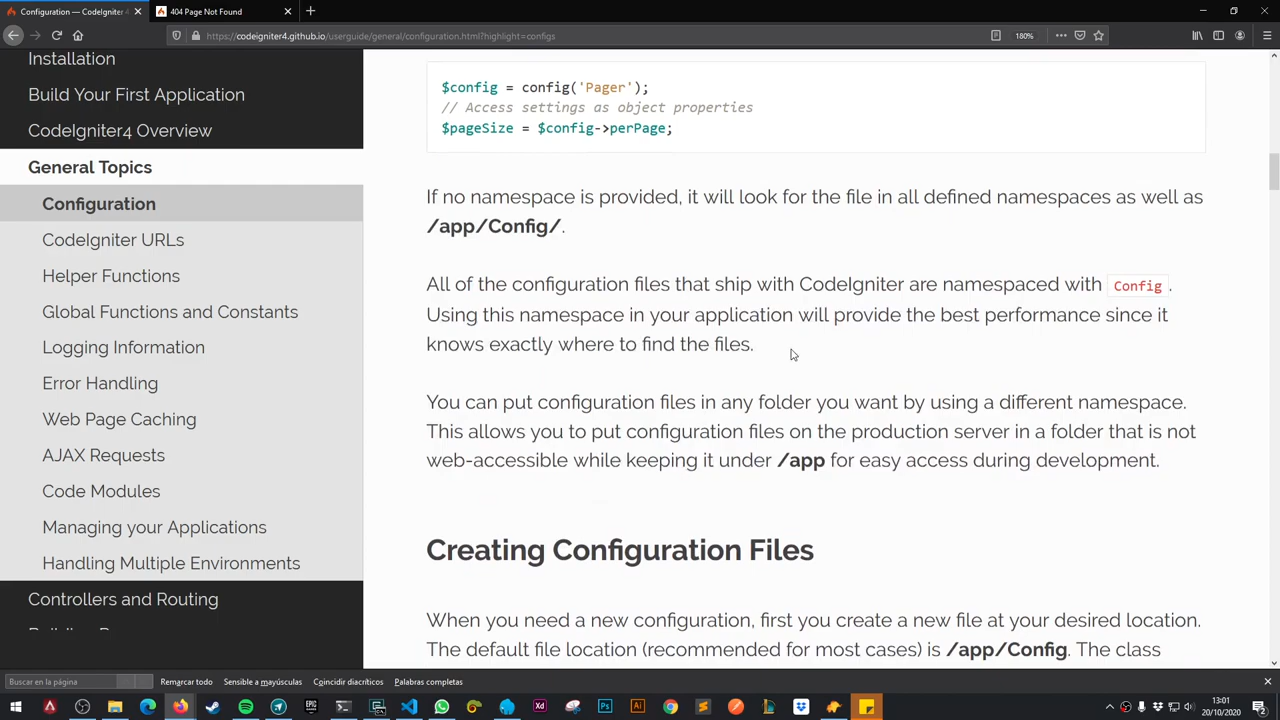 Configuration — CodeIgniter 4
404 Page Not Found
https://codeigniter4.github.io/userguide/general/configuration.html?highlight=configs
180%
Installation
Build Your First Application
CodeIgniter4 Overview
General Topics
Configuration
CodeIgniter URLs
Helper Functions
Global Functions and Constants
Logging Information
Error Handling
Web Page Caching
AJAX Requests
Code Modules
Managing your Applications
Handling Multiple Environments
Controllers and Routing
$config = config('Pager');
// Access settings as object properties
$pageSize = $config->perPage;
If no namespace is provided, it will look for the file in all defined namespaces as well as
/app/Config/.
All of the configuration files that ship with CodeIgniter are namespaced with Config.
Using this namespace in your application will provide the best performance since it
knows exactly where to find the files.
You can put configuration files in any folder you want by using a different namespace.
This allows you to put configuration files on the production server in a folder that is not
web-accessible while keeping it under /app for easy access during development.
Creating Configuration Files
When you need a new configuration, first you create a new file at your desired location.
The default file location (recommended for most cases) is /app/Config. The class
Buscar en la página
Remarcar todo
Sensible a mayúsculas
Coincidir diacríticos
Palabras completas
EPIC
Xd
Ps
Ai
13:01
20/10/2020
2